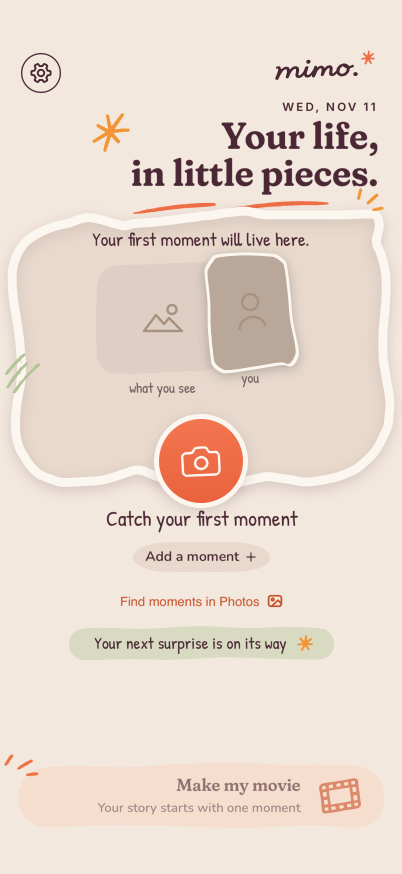 mimo.
WED, NOV 11
Your life,
in little pieces.
Your first moment will live here.
what you see
you
Catch your first moment
Add a moment +
Find moments in Photos
Your next surprise is on its way
Make my movie
Your story starts with one moment